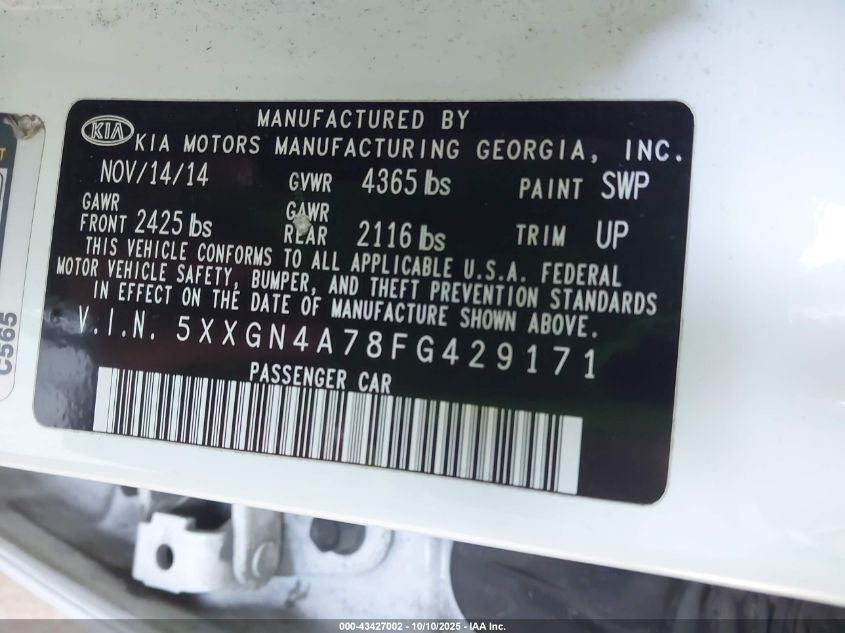 MANUFACTURED BY
KIA KIA MOTORS MANUFACTURING GEORGIA, INC.
NOV/14/14 GVWR 4365 lbs PAINT SWP
GAWR FRONT 2425 lbs GAWR REAR 2116 lbs TRIM UP
THIS VEHICLE CONFORMS TO ALL APPLICABLE U.S.A. FEDERAL
MOTOR VEHICLE SAFETY, BUMPER, AND THEFT PREVENTION STANDARDS
IN EFFECT ON THE DATE OF MANUFACTURE SHOWN ABOVE.
V.I.N. 5XXGN4A78FG429171
PASSENGER CAR
C565
000-43427002 - 10/10/2025 - IAA Inc.